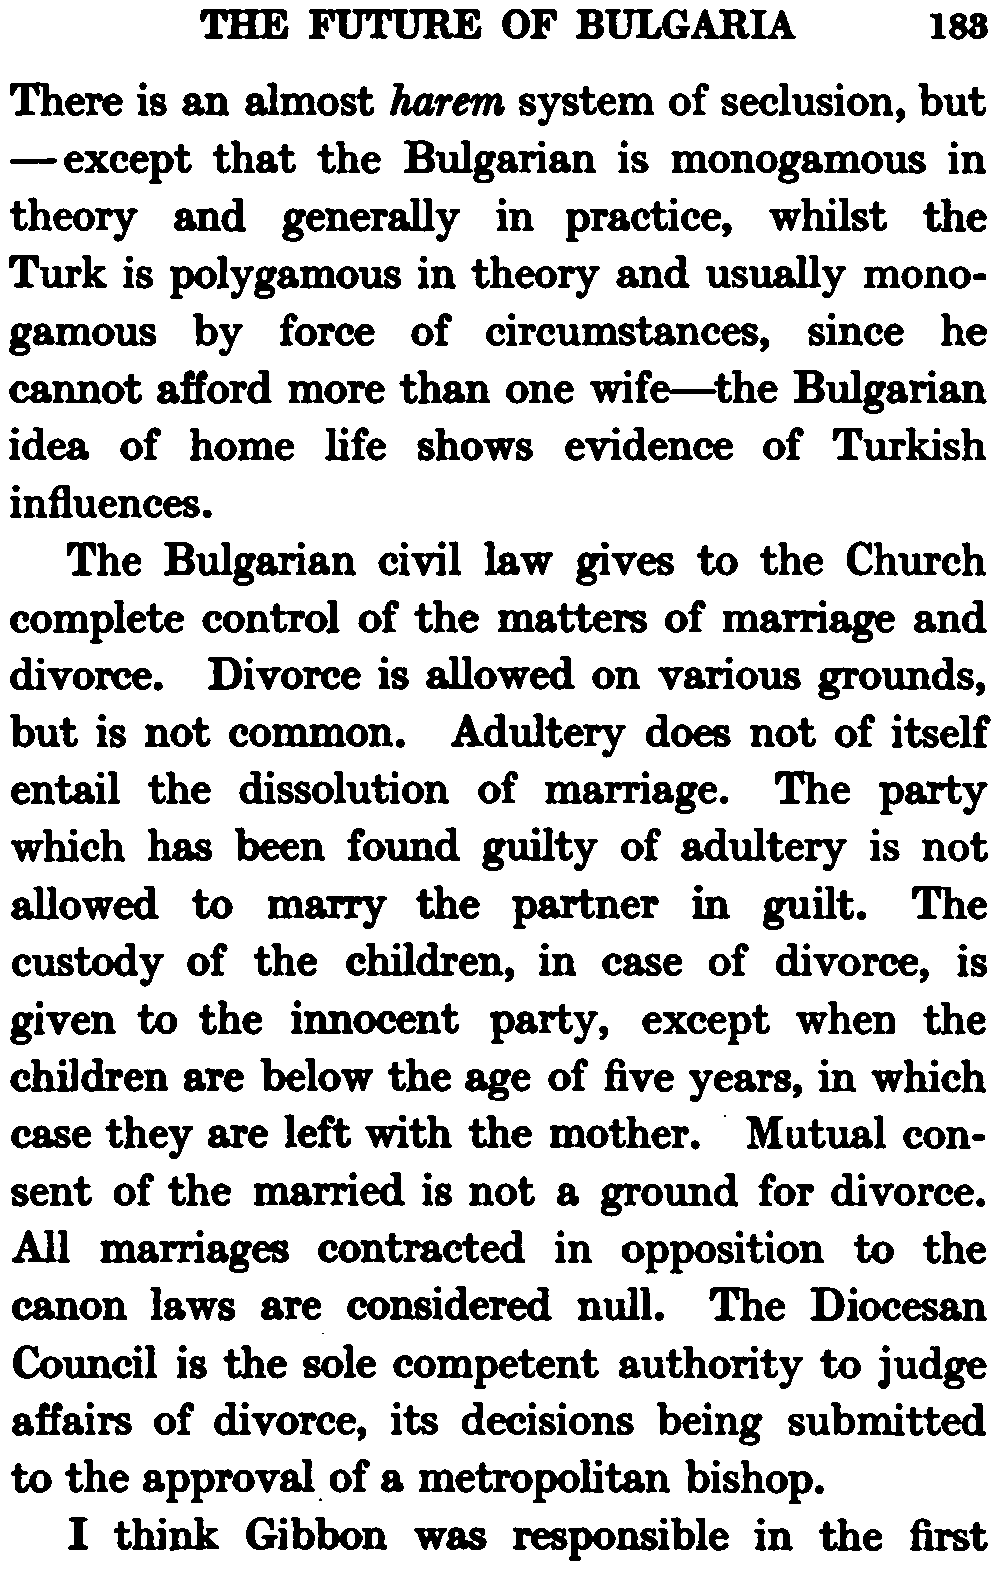 THE FUTURE OF BULGARIA 183
There is an almost harem system of seclusion, but
—except that the Bulgarian is monogamous in
theory and generally in practice, whilst the
Turk is polygamous in theory and usually mono-
gamous by force of circumstances, since he
cannot afford more than one wife—the Bulgarian
idea of home life shows evidence of Turkish
influences.
The Bulgarian civil law gives to the Church
complete control of the matters of marriage and
divorce. Divorce is allowed on various grounds,
but is not common. Adultery does not of itself
entail the dissolution of marriage. The party
which has been found guilty of adultery is not
allowed to marry the partner in guilt. The
custody of the children, in case of divorce, is
given to the innocent party, except when the
children are below the age of five years, in which
case they are left with the mother. Mutual con-
sent of the married is not a ground for divorce.
All marriages contracted in opposition to the
canon laws are considered null. The Diocesan
Council is the sole competent authority to judge
affairs of divorce, its decisions being submitted
to the approval of a metropolitan bishop.
I think Gibbon was responsible in the first